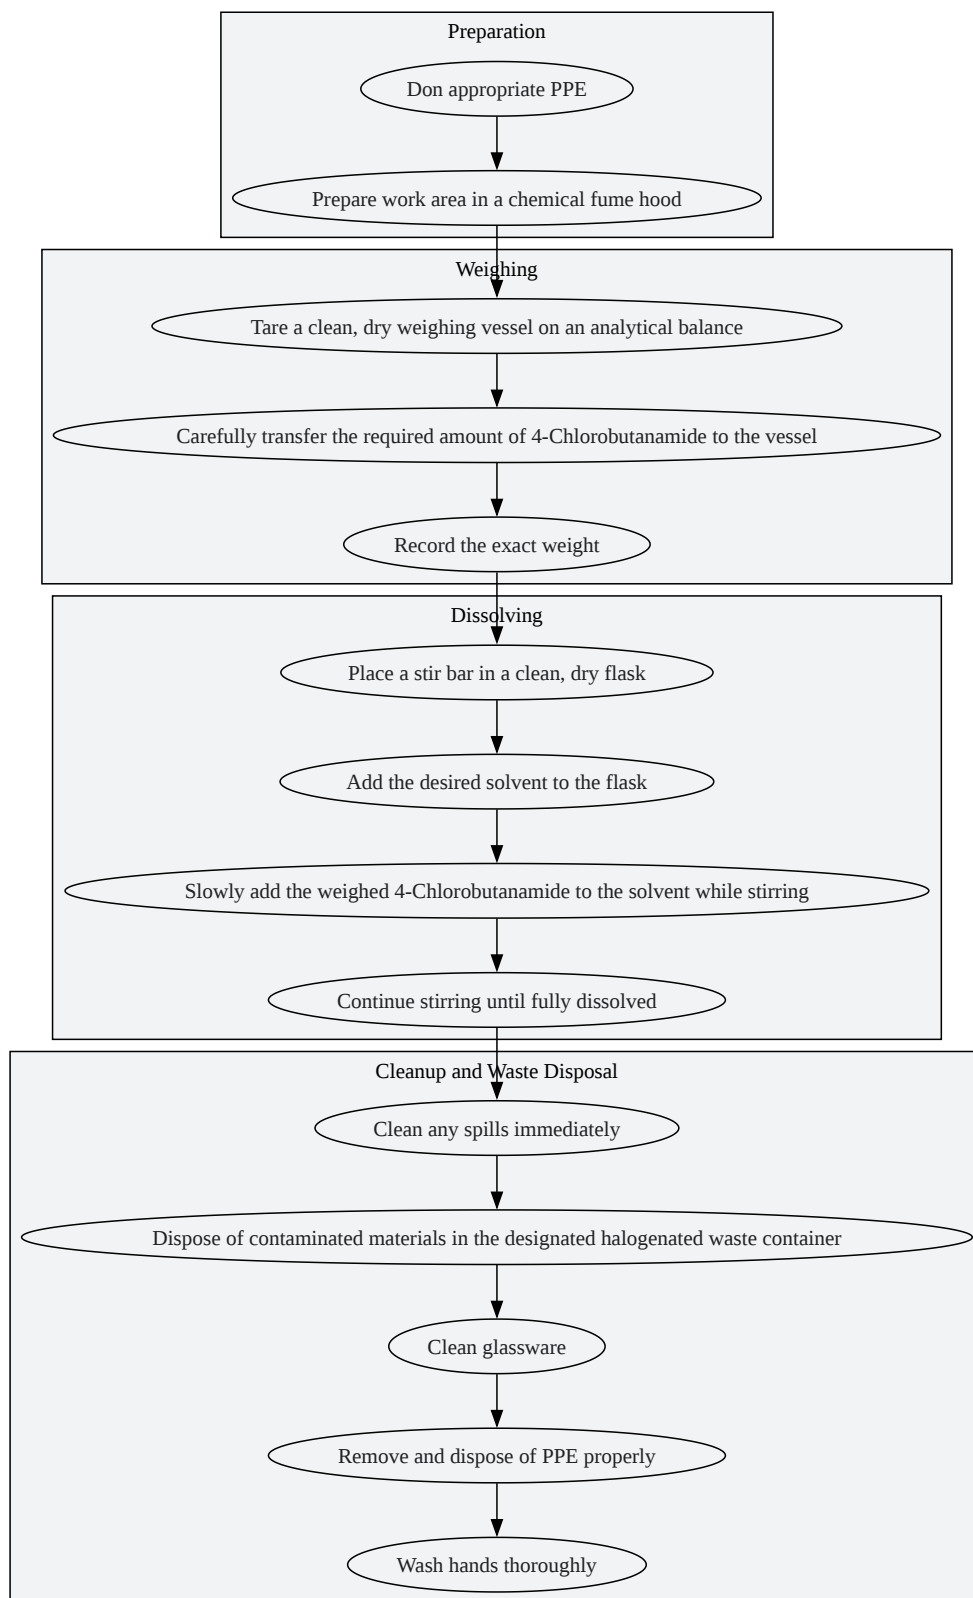 Preparation
Don appropriate PPE
Prepare work area in a chemical fume hood
Weighing
Tare a clean, dry weighing vessel on an analytical balance
Carefully transfer the required amount of 4-Chlorobutanamide to the vessel
Record the exact weight
Dissolving
Place a stir bar in a clean, dry flask
Add the desired solvent to the flask
Slowly add the weighed 4-Chlorobutanamide to the solvent while stirring
Continue stirring until fully dissolved
Cleanup and Waste Disposal
Clean any spills immediately
Dispose of contaminated materials in the designated halogenated waste container
Clean glassware
Remove and dispose of PPE properly
Wash hands thoroughly